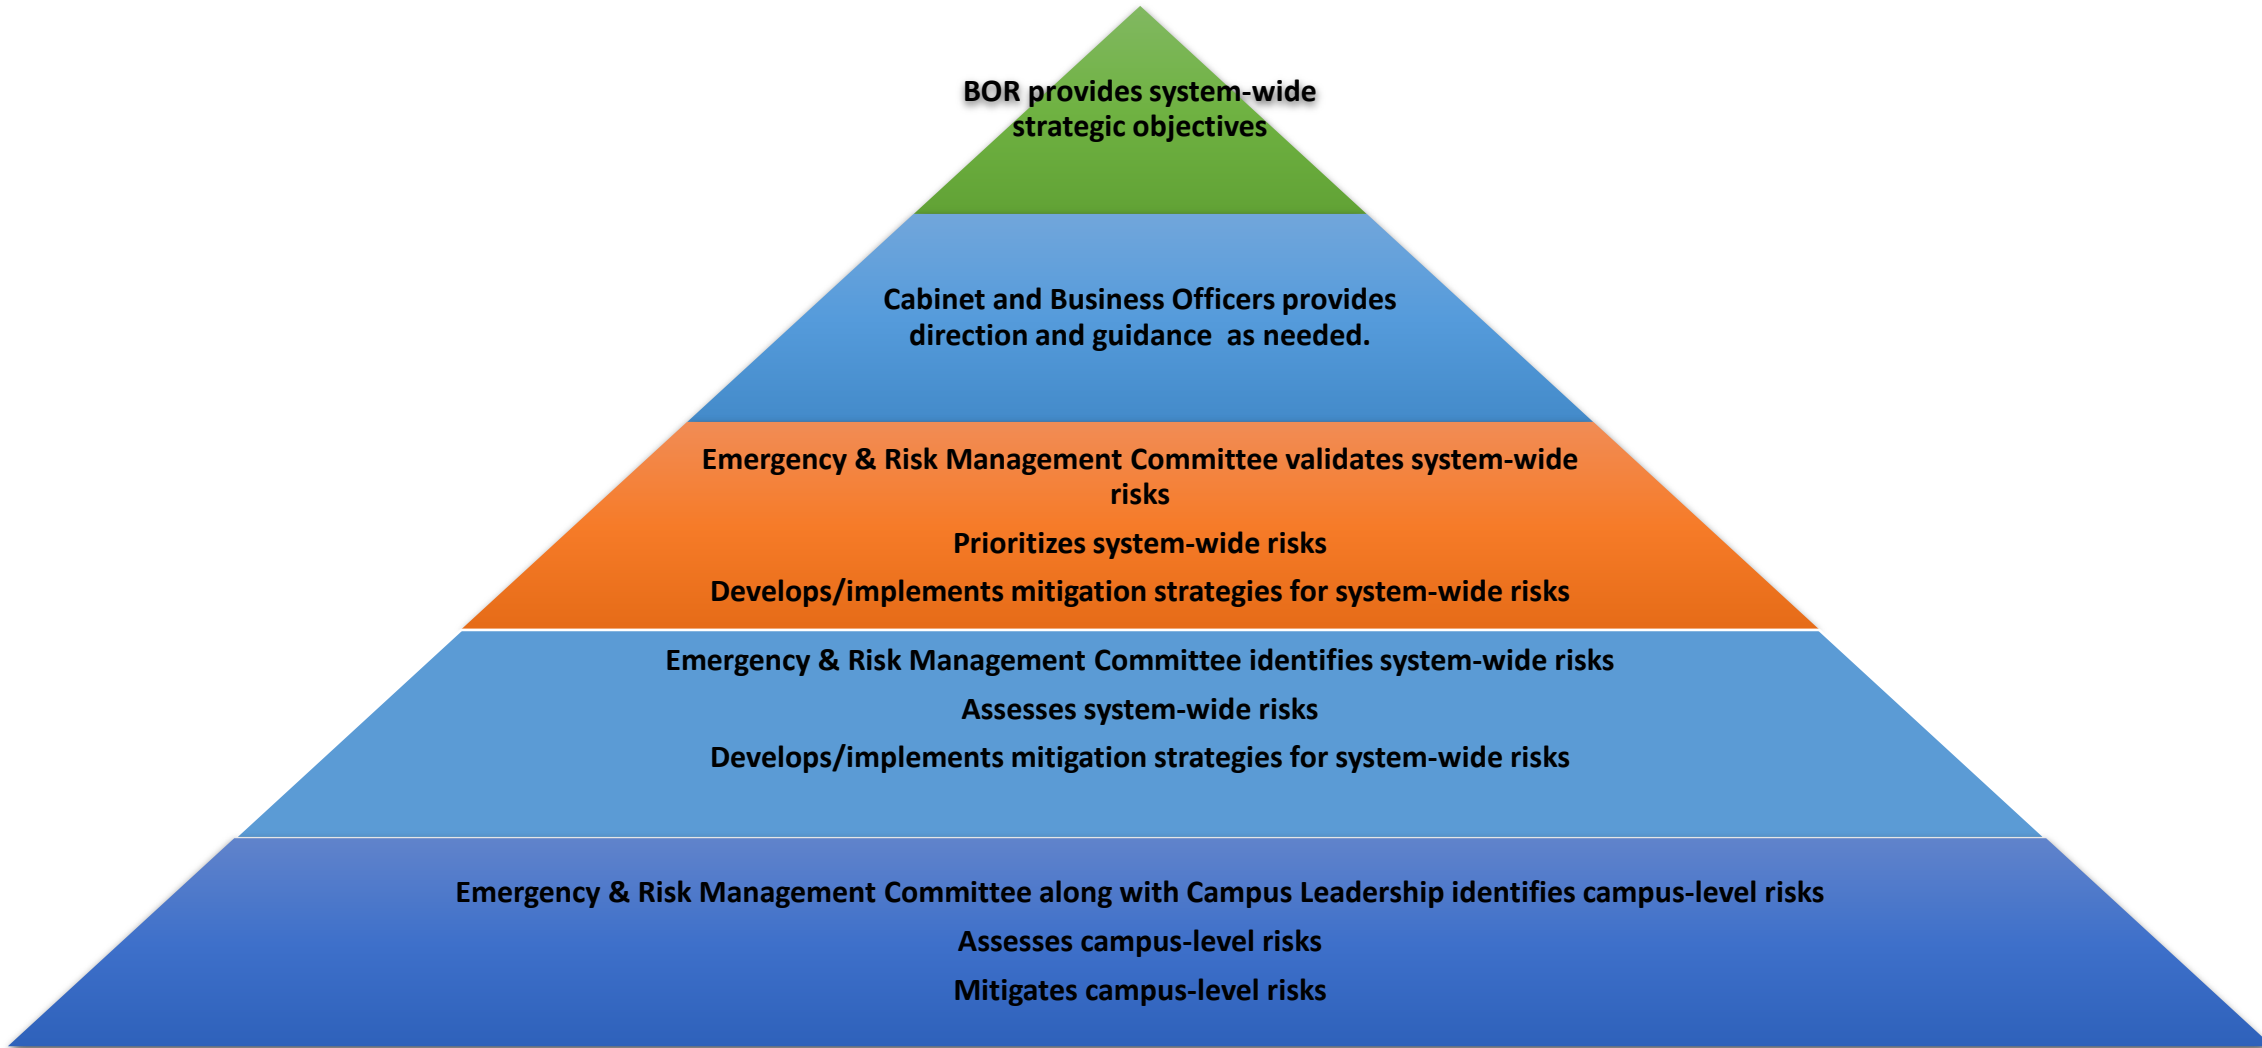 BOR provides system-wide
strategic objectives
Cabinet and Business Officers provides
direction and guidance  as needed.
Emergency & Risk Management Committee validates system-wide
risks
Prioritizes system-wide risks
Develops/implements mitigation strategies for system-wide risks
Emergency & Risk Management Committee identifies system-wide risks
Assesses system-wide risks
Develops/implements mitigation strategies for system-wide risks
Emergency & Risk Management Committee along with Campus Leadership identifies campus-level risks
Assesses campus-level risks
Mitigates campus-level risks